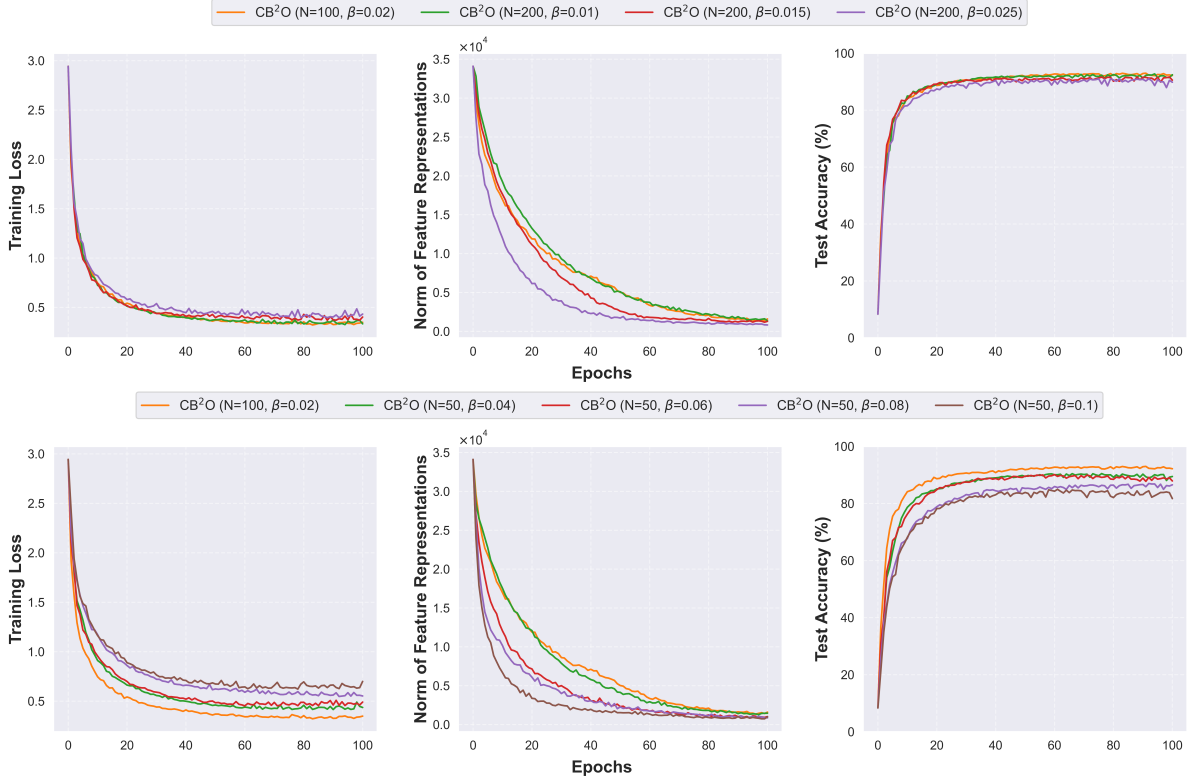 CB²O (N=100, β=0.02) CB²O (N=200, β=0.01) CB²O (N=200, β=0.015) CB²O (N=200, β=0.025)
Training Loss
3.0
2.5
2.0
1.5
1.0
0.5
0 20 40 60 80 100
Norm of Feature Representations
×10⁴
3.5
3.0
2.5
2.0
1.5
1.0
0.5
0.0
0 20 40 60 80 100
Epochs
Test Accuracy (%)
100
80
60
40
20
0
0 20 40 60 80 100
CB²O (N=100, β=0.02) CB²O (N=50, β=0.04) CB²O (N=50, β=0.06) CB²O (N=50, β=0.08) CB²O (N=50, β=0.1)
Training Loss
3.0
2.5
2.0
1.5
1.0
0.5
0 20 40 60 80 100
Norm of Feature Representations
×10⁴
3.5
3.0
2.5
2.0
1.5
1.0
0.5
0.0
0 20 40 60 80 100
Epochs
Test Accuracy (%)
100
80
60
40
20
0
0 20 40 60 80 100